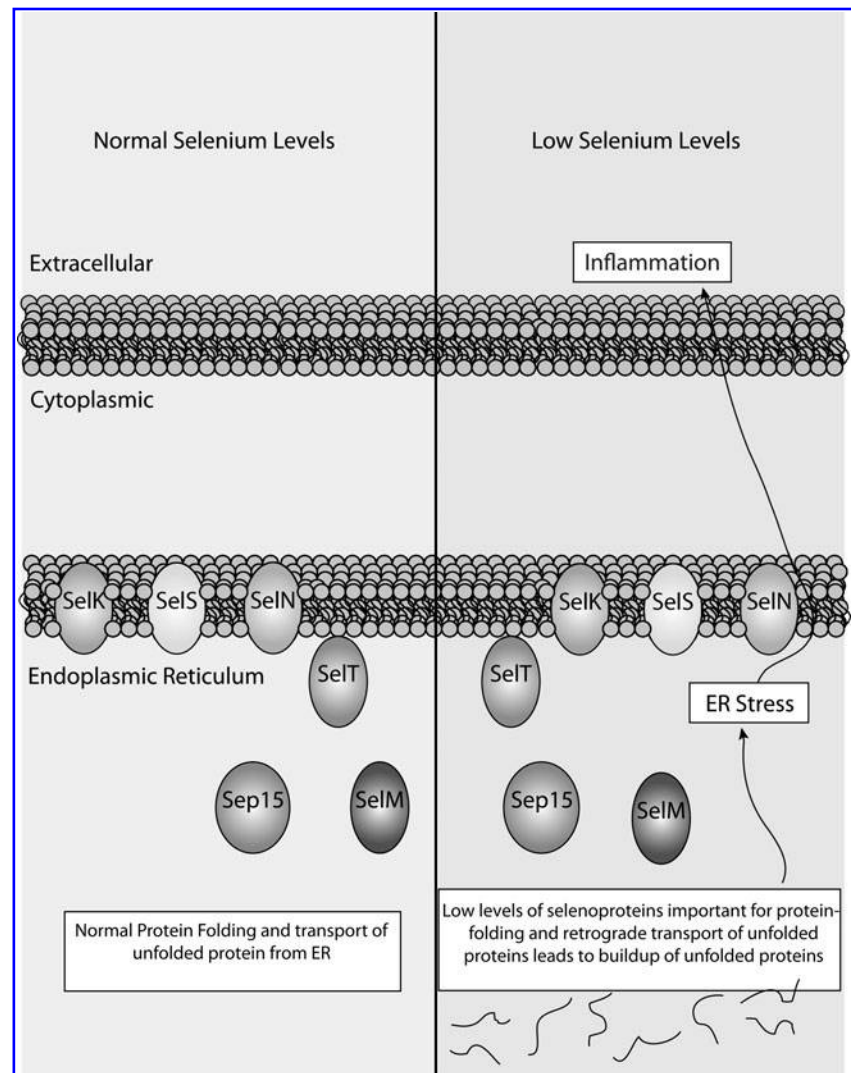 Normal Selenium Levels
Low Selenium Levels
Extracellular
Inflammation
Cytoplasmic
SelK
SelS
SelN
SelK
SelS
SelN
Endoplasmic Reticulum
SelT
SelT
ER Stress
Sep15
SelM
Sep15
SelM
Normal Protein Folding and transport of
unfolded protein from ER
Low levels of selenoproteins important for protein-
folding and retrograde transport of unfolded
proteins leads to buildup of unfolded proteins